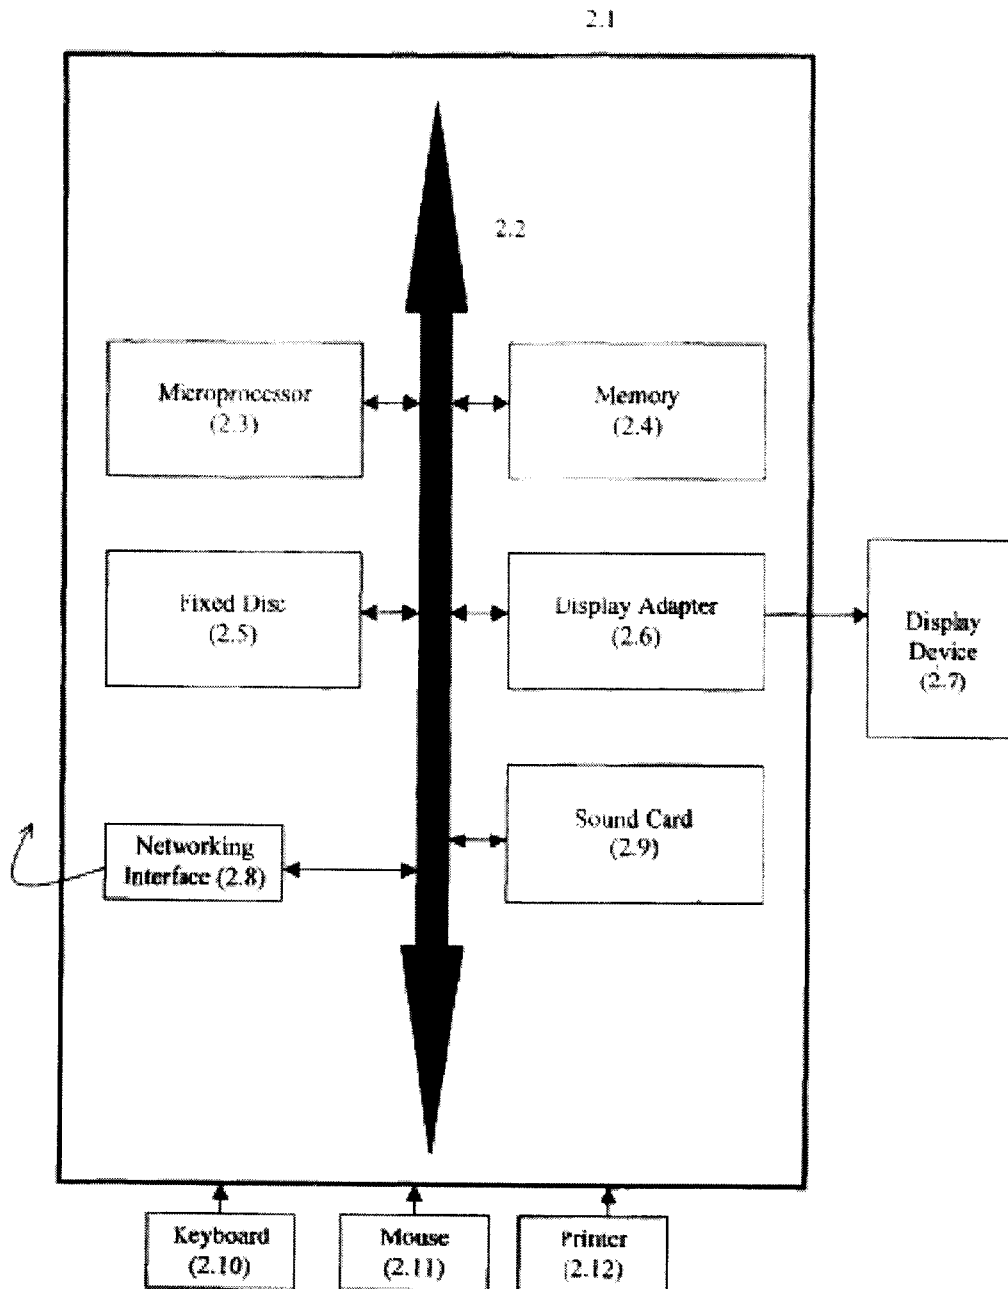 2.1
2.2
Microprocessor
(2.3)
Memory
(2.4)
Fixed Disc
(2.5)
Display Adapter
(2.6)
Display
Device
(2.7)
Networking
Interface (2.8)
Sound Card
(2.9)
Keyboard
(2.10)
Mouse
(2.11)
Printer
(2.12)